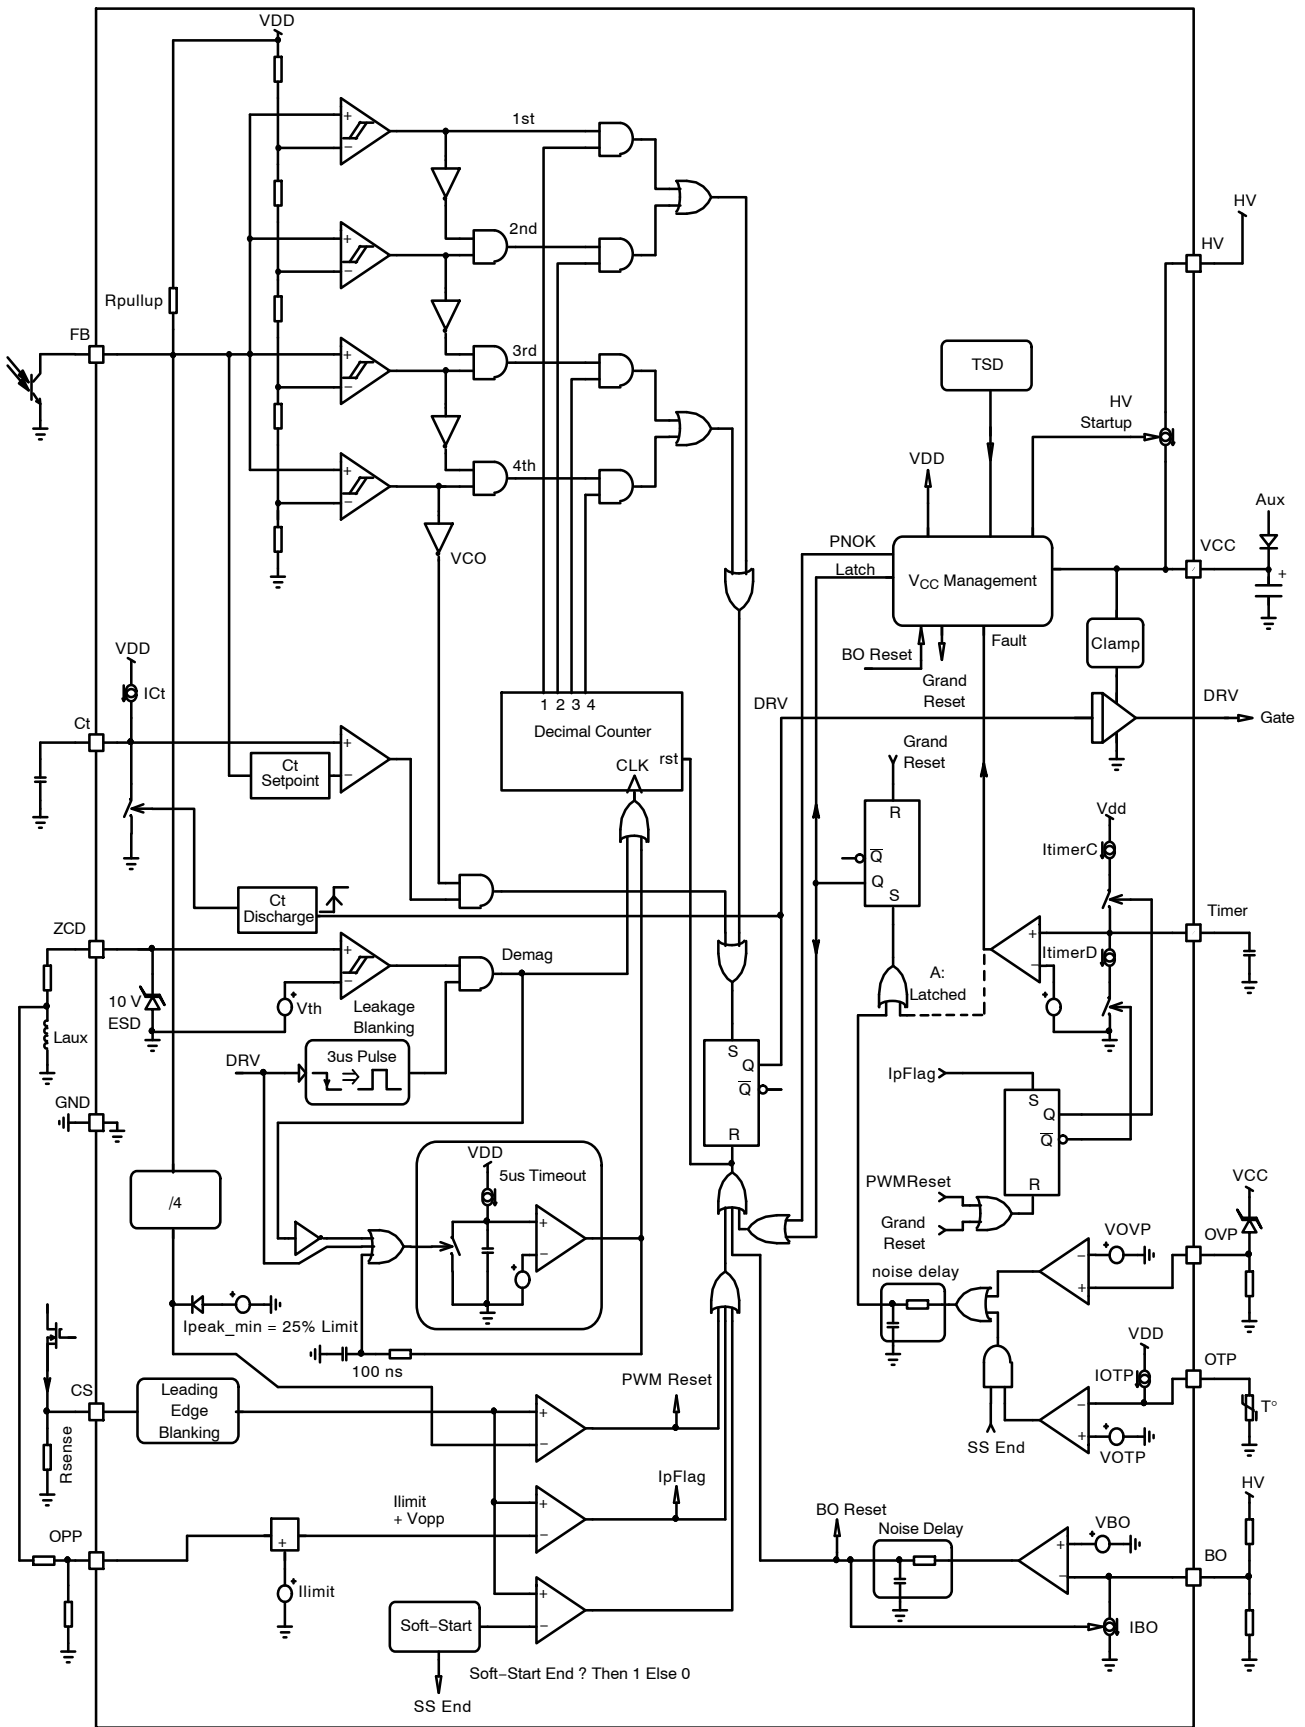 VDD
1st
HV
2nd
HV
Rpullup
FB
3rd
TSD
HV
Startup
4th
VDD
Aux
PNOK
VCC
VCO
Latch
VCC Management
Fault
Clamp
BO Reset
VDD
Grand
Reset
ICt
1 2 3 4
DRV
DRV
Ct
Decimal Counter
Gate
Grand
Reset
rst
Ct
Setpoint
CLK
R
Vdd
ItimerC
Q
Q
S
Ct
Discharge
Timer
ZCD
Demag
ItimerD
A:
Latched
10 V
ESD
Vth
Leakage
Blanking
Laux
3us Pulse
S
Q
DRV
IpFlag
Q
S
Q
GND
R
Q
VDD
5us Timeout
R
PWMReset
VCC
/4
Grand
Reset
VOVP
OVP
noise delay
Ipeak_min = 25% Limit
VDD
100 ns
OTP
IOTP
PWM Reset
CS
Leading
Edge
Blanking
T°
SS End
VOTP
Rsense
IpFlag
HV
Ilimit
+ Vopp
BO Reset
OPP
Noise Delay
VBO
BO
Ilimit
Soft–Start
IBO
Soft–Start End ? Then 1 Else 0
SS End